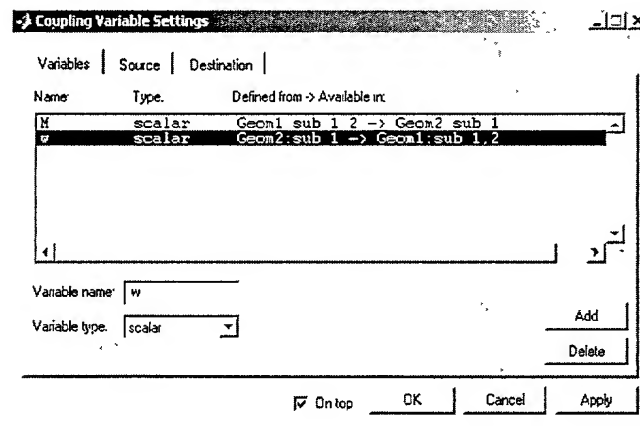 Coupling Variable Settings
Variables Source Destination
Name: Type. Defined from -> Available in:
M scalar Geom1 sub 1 2 -> Geom2 sub 1
w scalar Geom2:sub 1 -> Geom1:sub 1,2
Variable name: w
Variable type. scalar
Add
Delete
On top OK Cancel Apply